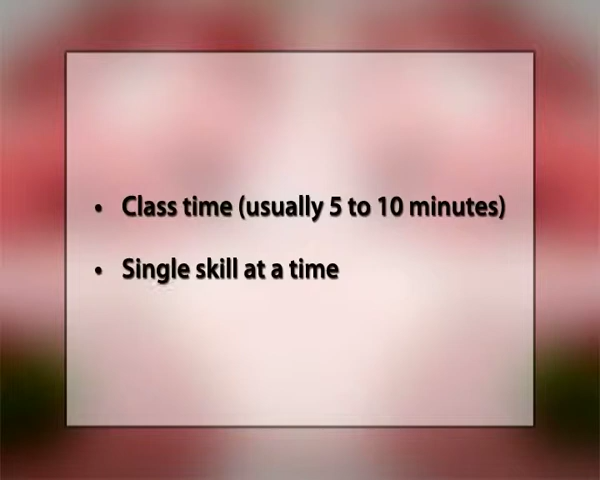 • Class time (usually 5 to 10 minutes)
• Single skill at a time